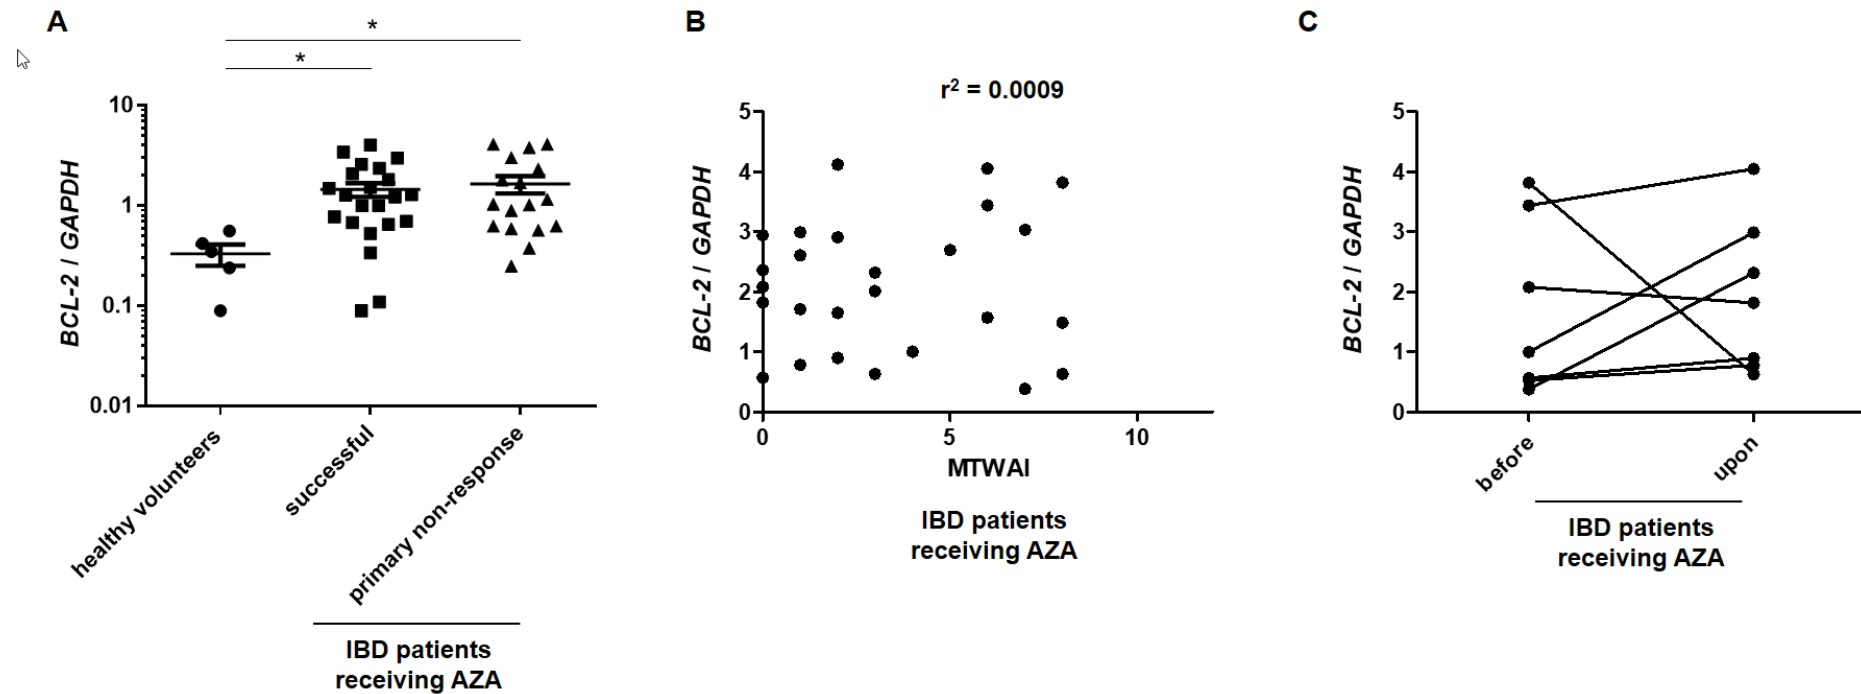 A
*
*
10
1
0.1
0.01
BCL-2 / GAPDH
healthy volunteers
successful
primary non-response
IBD patients
receiving AZA
B
r² = 0.0009
5
4
3
2
1
0
BCL-2 / GAPDH
0 5 10
MTWAI
IBD patients
receiving AZA
C
5
4
3
2
1
0
BCL-2 / GAPDH
before
upon
IBD patients
receiving AZA